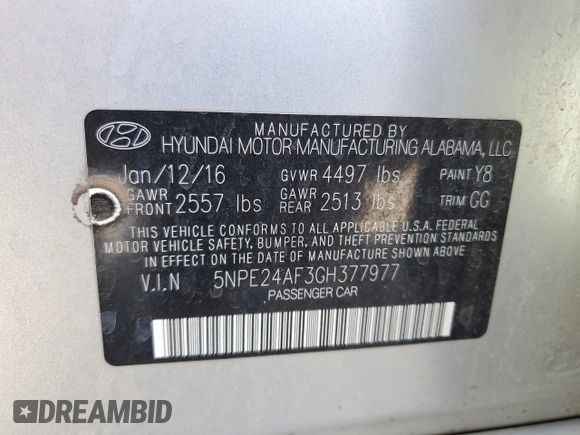 MANUFACTURED BY
HYUNDAI MOTOR MANUFACTURING ALABAMA, LLC
Jan/12/16 GVWR 4497 lbs PAINT Y8
GAWR FRONT 2557 lbs GAWR REAR 2513 lbs TRIM GG
THIS VEHICLE CONFORMS TO ALL APPLICABLE U.S.A. FEDERAL
MOTOR VEHICLE SAFETY, BUMPER, AND THEFT PREVENTION STANDARDS
IN EFFECT ON THE DATE OF MANUFACTURE SHOWN ABOVE
V.I.N 5NPE24AF3GH377977
PASSENGER CAR
DREAMBID